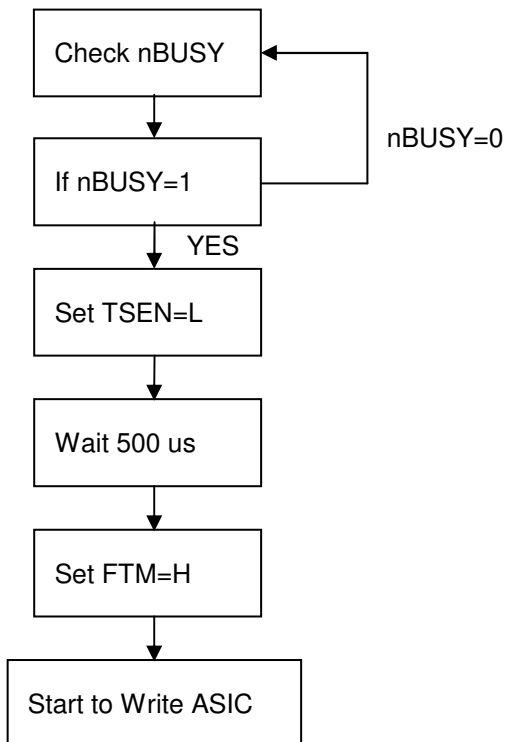 Check nBUSY
nBUSY=0
If nBUSY=1
YES
Set TSEN=L
Wait 500 us
Set FTM=H
Start to Write ASIC